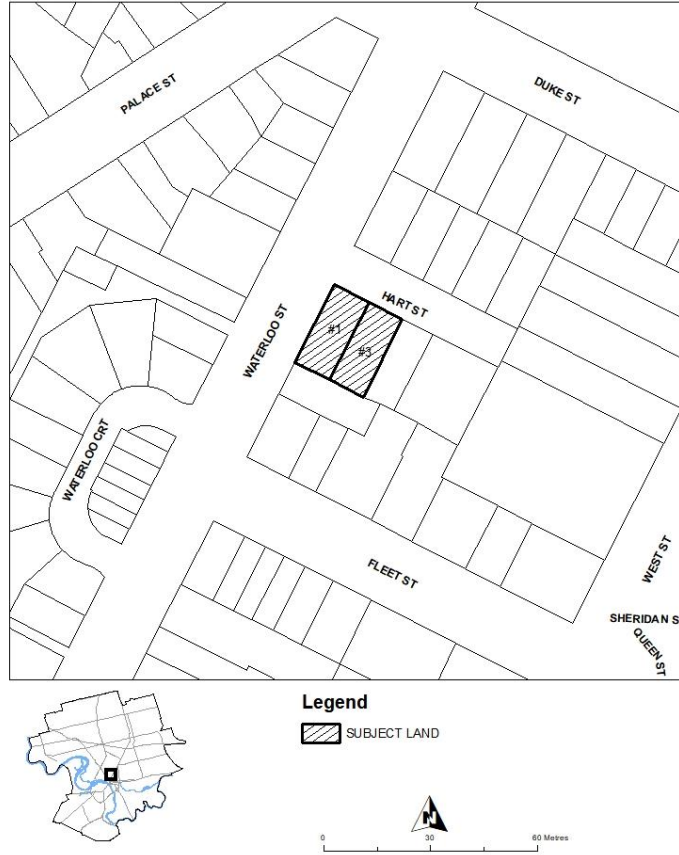 PALACE ST
DUKE ST
HART ST
WATERLOO ST
#1
#3
WATERLOO CRT
FLEET ST
WEST ST
SHERIDAN S
QUEEN ST
Legend
SUBJECT LAND
N
0 30 60 Metres